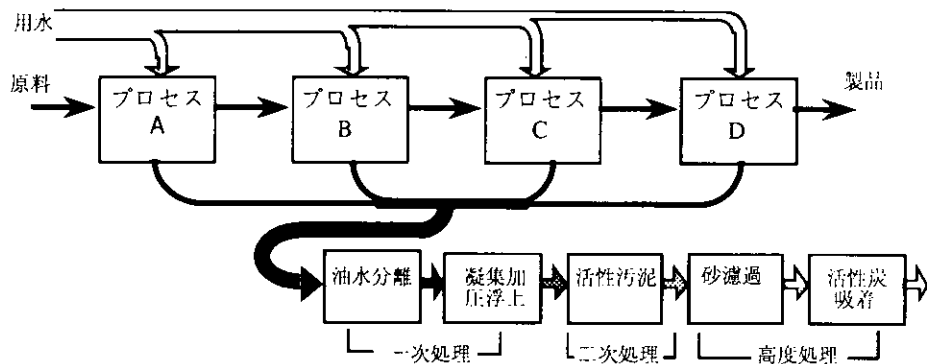 用水
原料
プロセス
A
プロセス
B
プロセス
C
プロセス
D
製品
油水分離
凝集加
圧浮上
活性汚泥
砂濾過
活性炭
吸着
一次処理
二次処理
高度処理